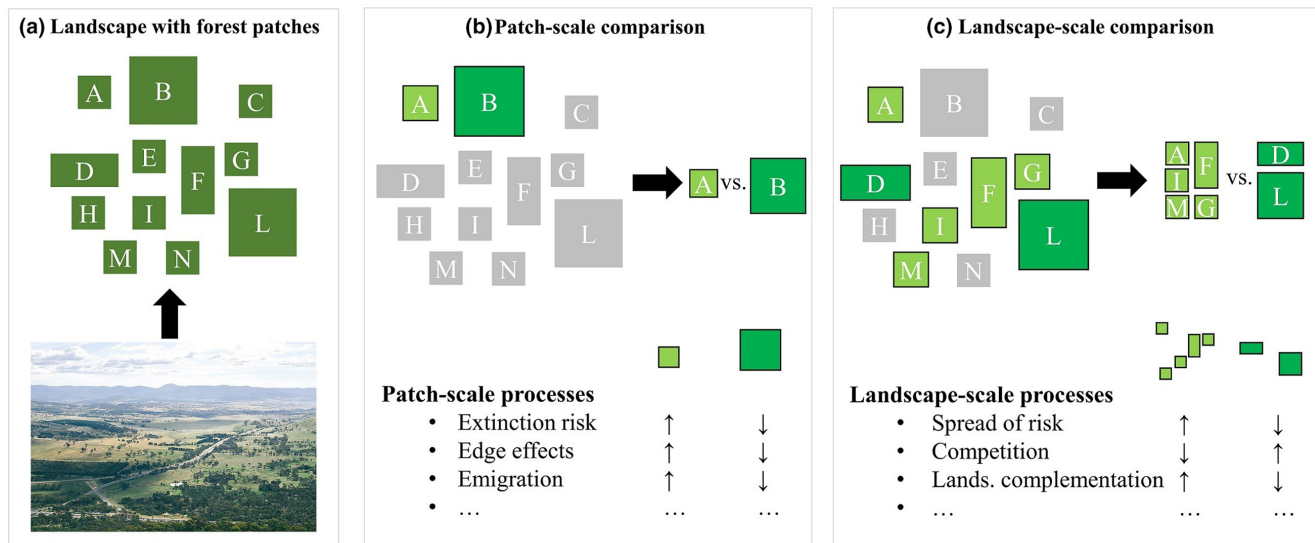 (a) Landscape with forest patches
A
B
C
D
E
F
G
H
I
L
M
N
(b) Patch-scale comparison
A
B
C
D
E
F
G
H
I
L
M
N
A vs. B
Patch-scale processes
• Extinction risk ↑ ↓
• Edge effects ↑ ↓
• Emigration ↑ ↓
• … … …
(c) Landscape-scale comparison
A
B
C
D
E
F
G
H
I
L
M
N
A F D
I vs.
M G L
Landscape-scale processes
• Spread of risk ↑ ↓
• Competition ↓ ↑
• Lands. complementation ↑ ↓
• … … …